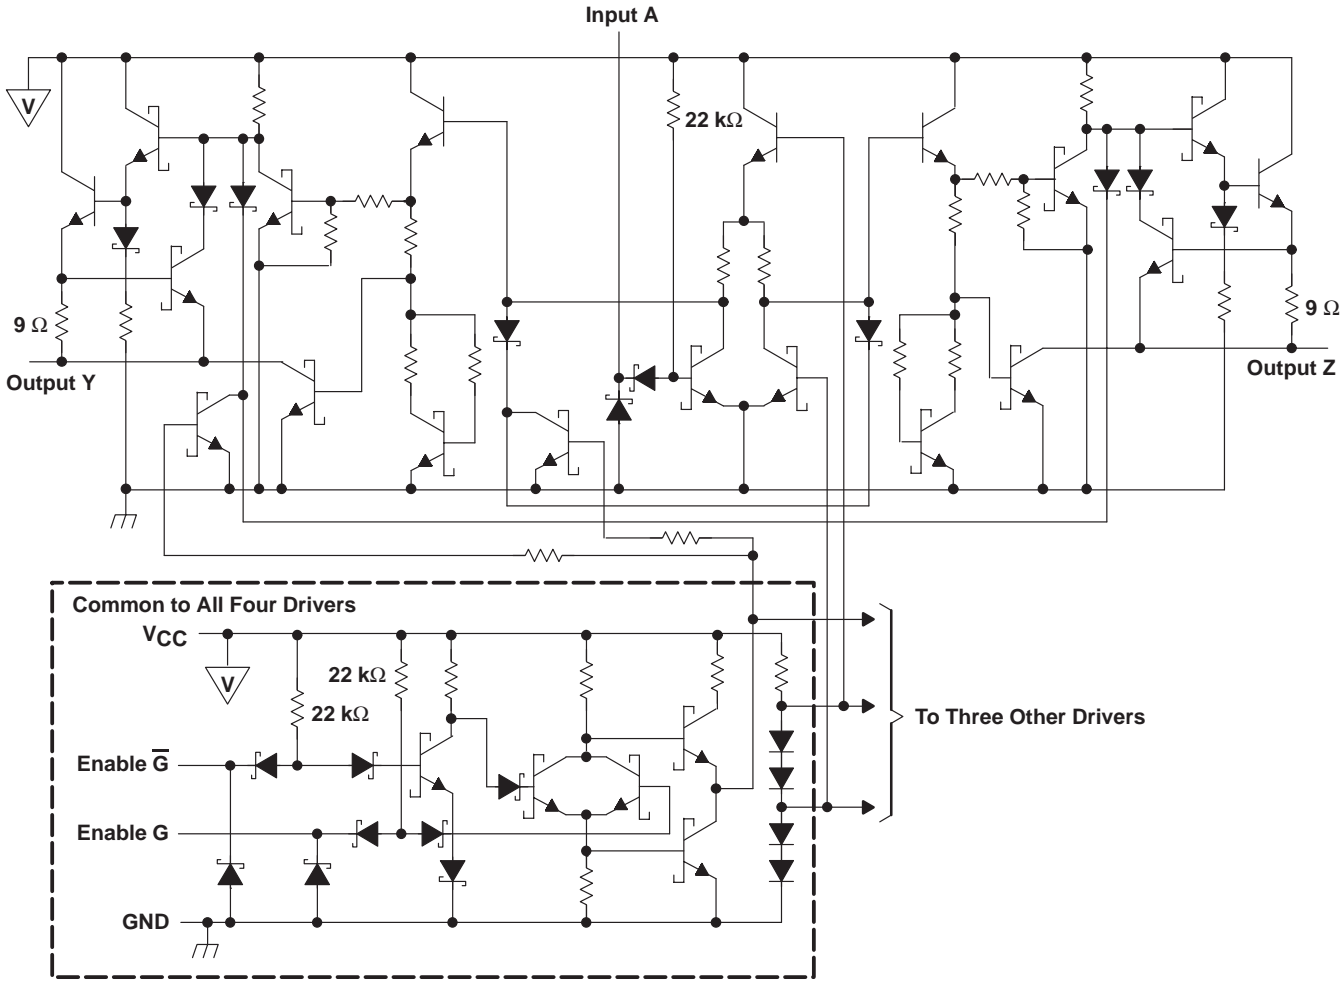 Input A
V
22 kΩ
9 Ω
9 Ω
Output Y
Output Z
Common to All Four Drivers
VCC
V
22 kΩ
22 kΩ
To Three Other Drivers
Enable G̅
Enable G
GND